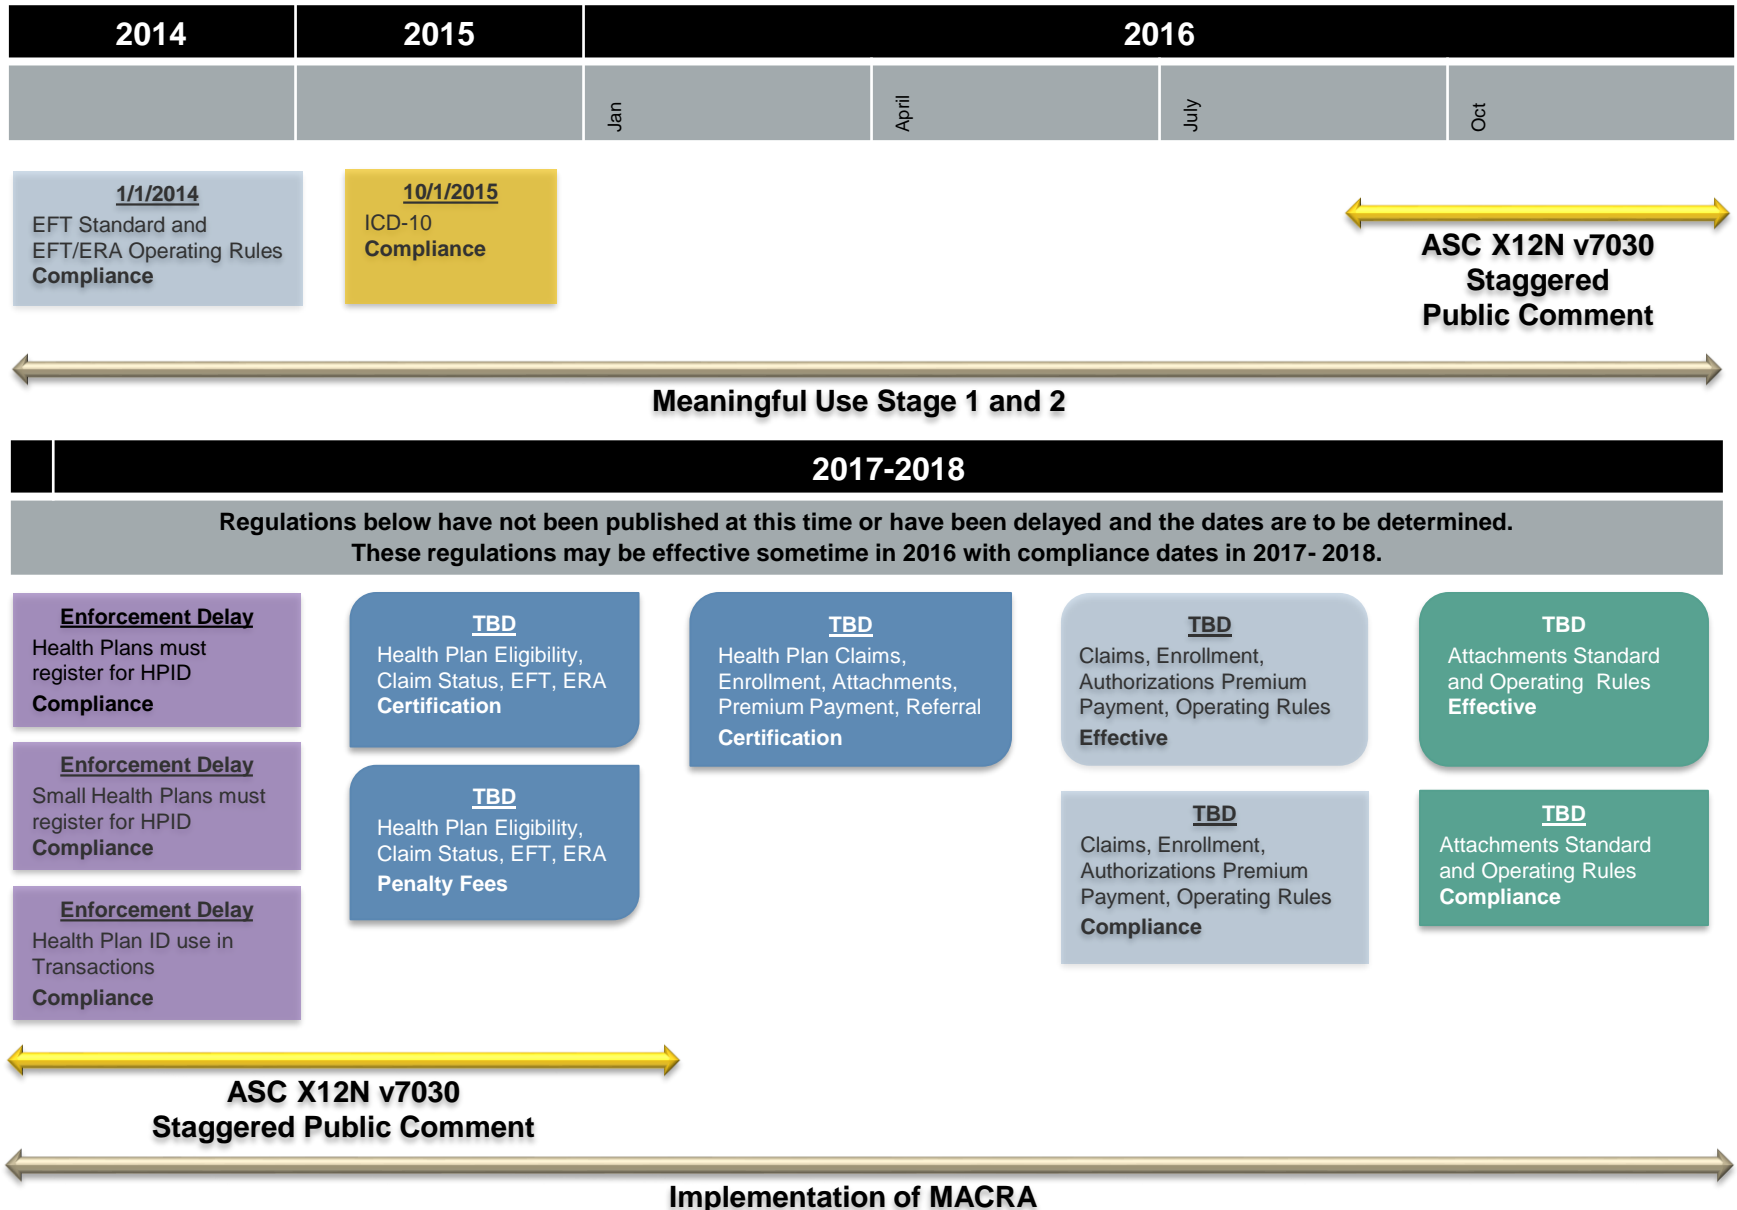 2014
2015
2016
Jan
April
July
Oct
1/1/2014
EFT Standard and
EFT/ERA Operating Rules
Compliance
10/1/2015
ICD-10
Compliance
ASC X12N v7030
Staggered
Public Comment
Meaningful Use Stage 1 and 2
2017-2018
Regulations below have not been published at this time or have been delayed and the dates are to be determined.
These regulations may be effective sometime in 2016 with compliance dates in 2017- 2018.
Enforcement Delay
Health Plans must
register for HPID
Compliance
Enforcement Delay
Small Health Plans must
register for HPID
Compliance
Enforcement Delay
Health Plan ID use in
Transactions
Compliance
TBD
Health Plan Eligibility,
Claim Status, EFT, ERA
Certification
TBD
Health Plan Eligibility,
Claim Status, EFT, ERA
Penalty Fees
TBD
Health Plan Claims,
Enrollment, Attachments,
Premium Payment, Referral
Certification
TBD
Claims, Enrollment,
Authorizations Premium
Payment, Operating Rules
Effective
TBD
Claims, Enrollment,
Authorizations Premium
Payment, Operating Rules
Compliance
TBD
Attachments Standard
and Operating Rules
Effective
TBD
Attachments Standard
and Operating Rules
Compliance
ASC X12N v7030
Staggered Public Comment
Implementation of MACRA